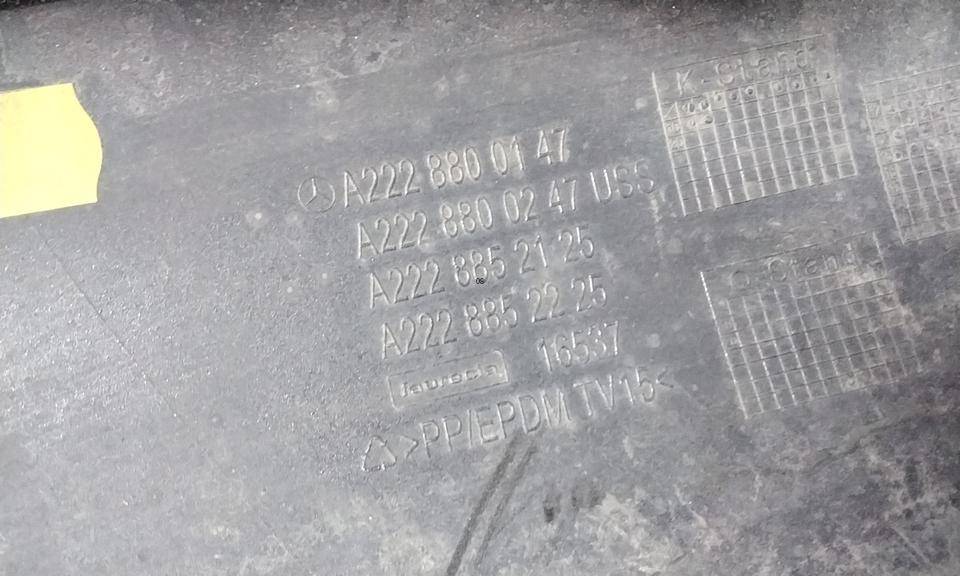 A222 880 01 47
A222 880 02 47 USS
A222 885 21 25
A222 885 22 25
faurecia 16537
>PP/EPDM TV15<
K-Stand